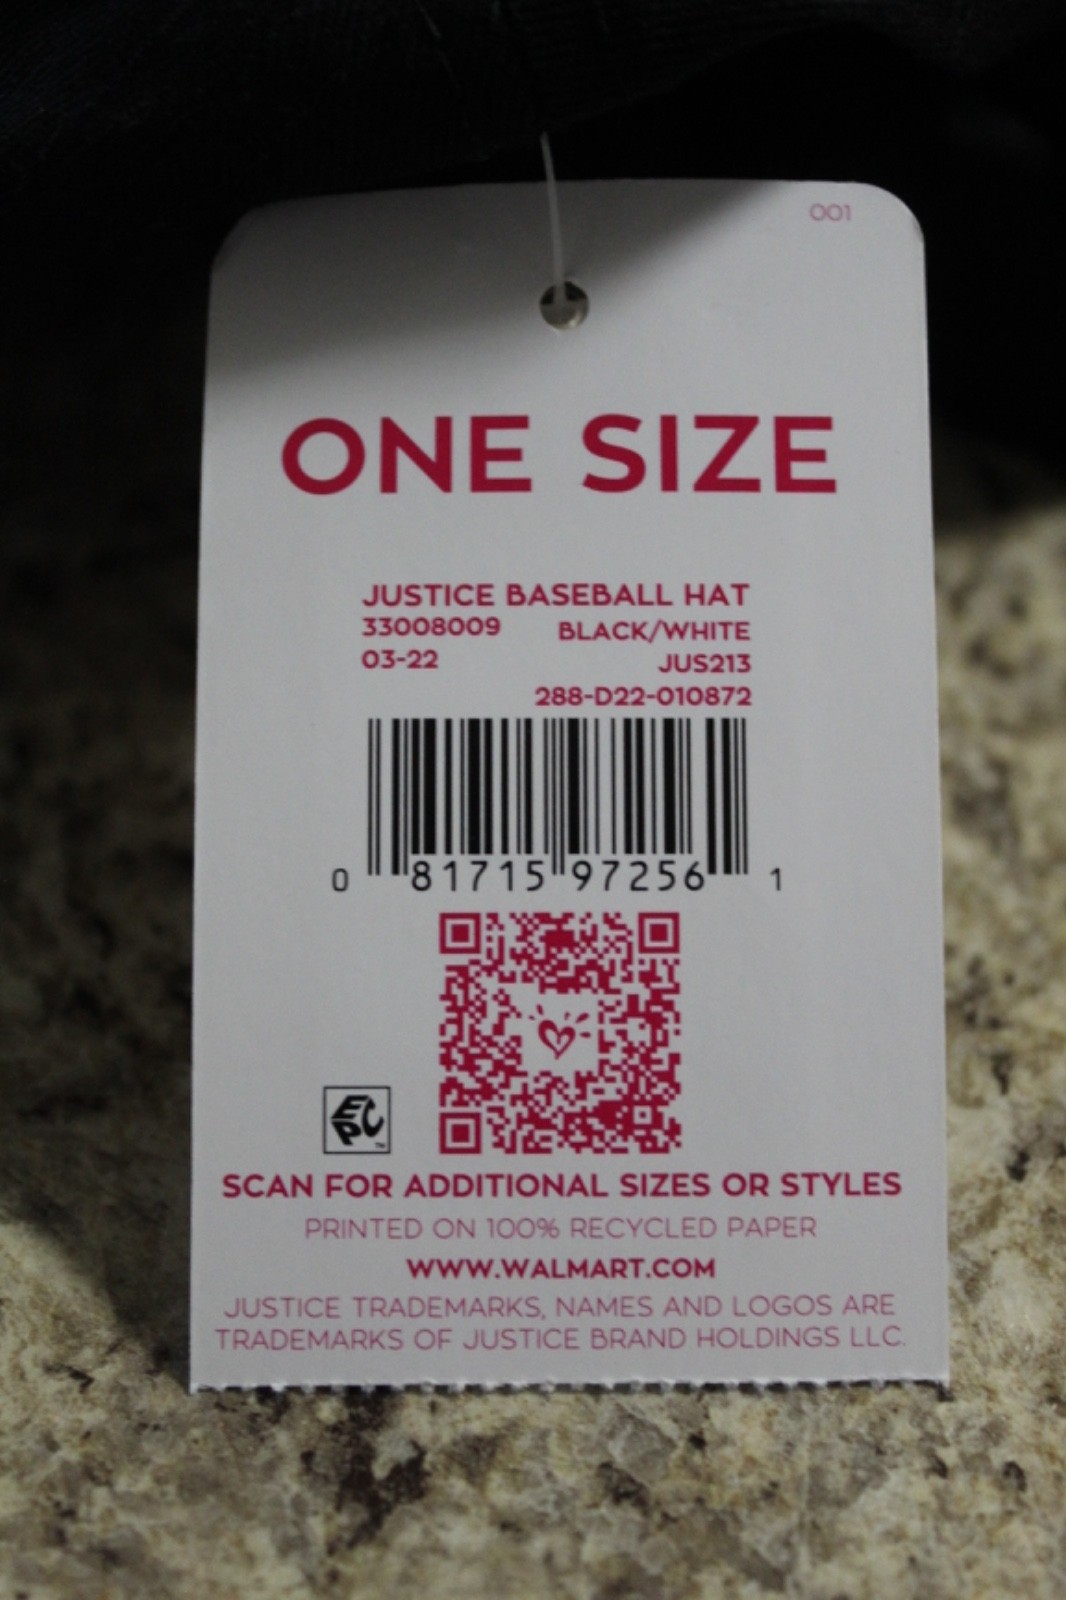 001
ONE SIZE
JUSTICE BASEBALL HAT
33008009 BLACK/WHITE
03-22 JUS213
288-D22-010872
0 81715 97256 1
EPC ™
SCAN FOR ADDITIONAL SIZES OR STYLES
PRINTED ON 100% RECYCLED PAPER
WWW.WALMART.COM
JUSTICE TRADEMARKS, NAMES AND LOGOS ARE
TRADEMARKS OF JUSTICE BRAND HOLDINGS LLC.